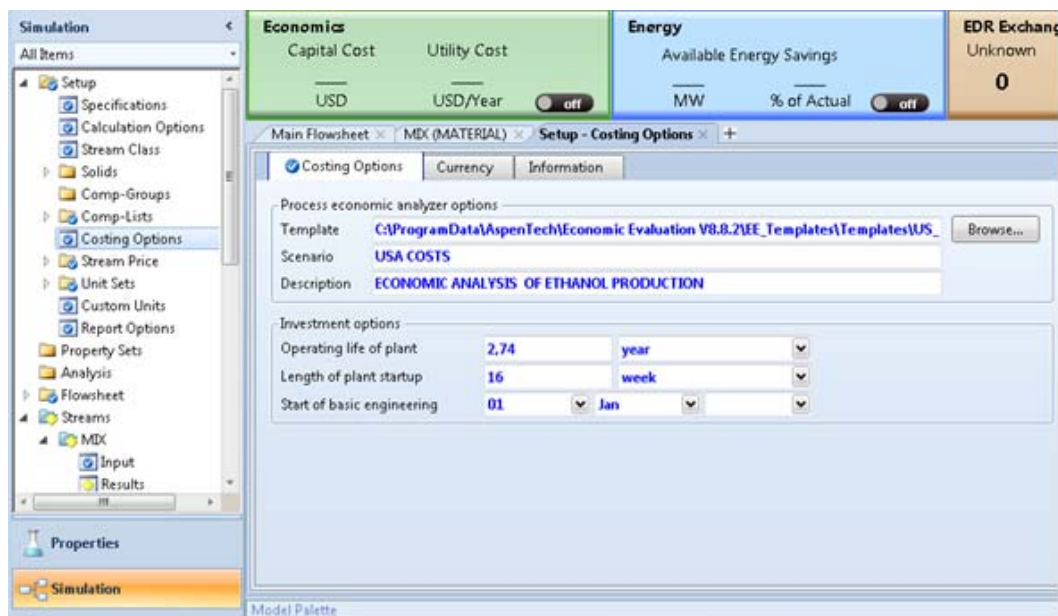 Simulation
All Items
Setup
Specifications
Calculation Options
Stream Class
Solids
Comp-Groups
Comp-Lists
Costing Options
Stream Price
Unit Sets
Custom Units
Report Options
Property Sets
Analysis
Flowsheet
Streams
MIX
Input
Results
Properties
Simulation
Economics
Capital Cost Utility Cost
USD USD/Year off
Energy
Available Energy Savings
MW % of Actual off
EDR Exchang
Unknown
0
Main Flowsheet MIX (MATERIAL) Setup - Costing Options +
Costing Options Currency Information
Process economic analyzer options
Template C:\ProgramData\AspenTech\Economic Evaluation V8.8.2\EE_Templates\Templates\US_ Browse...
Scenario USA COSTS
Description ECONOMIC ANALYSIS OF ETHANOL PRODUCTION
Investment options
Operating life of plant 2,74 year
Length of plant startup 16 week
Start of basic engineering 01 Jan
Model Palette